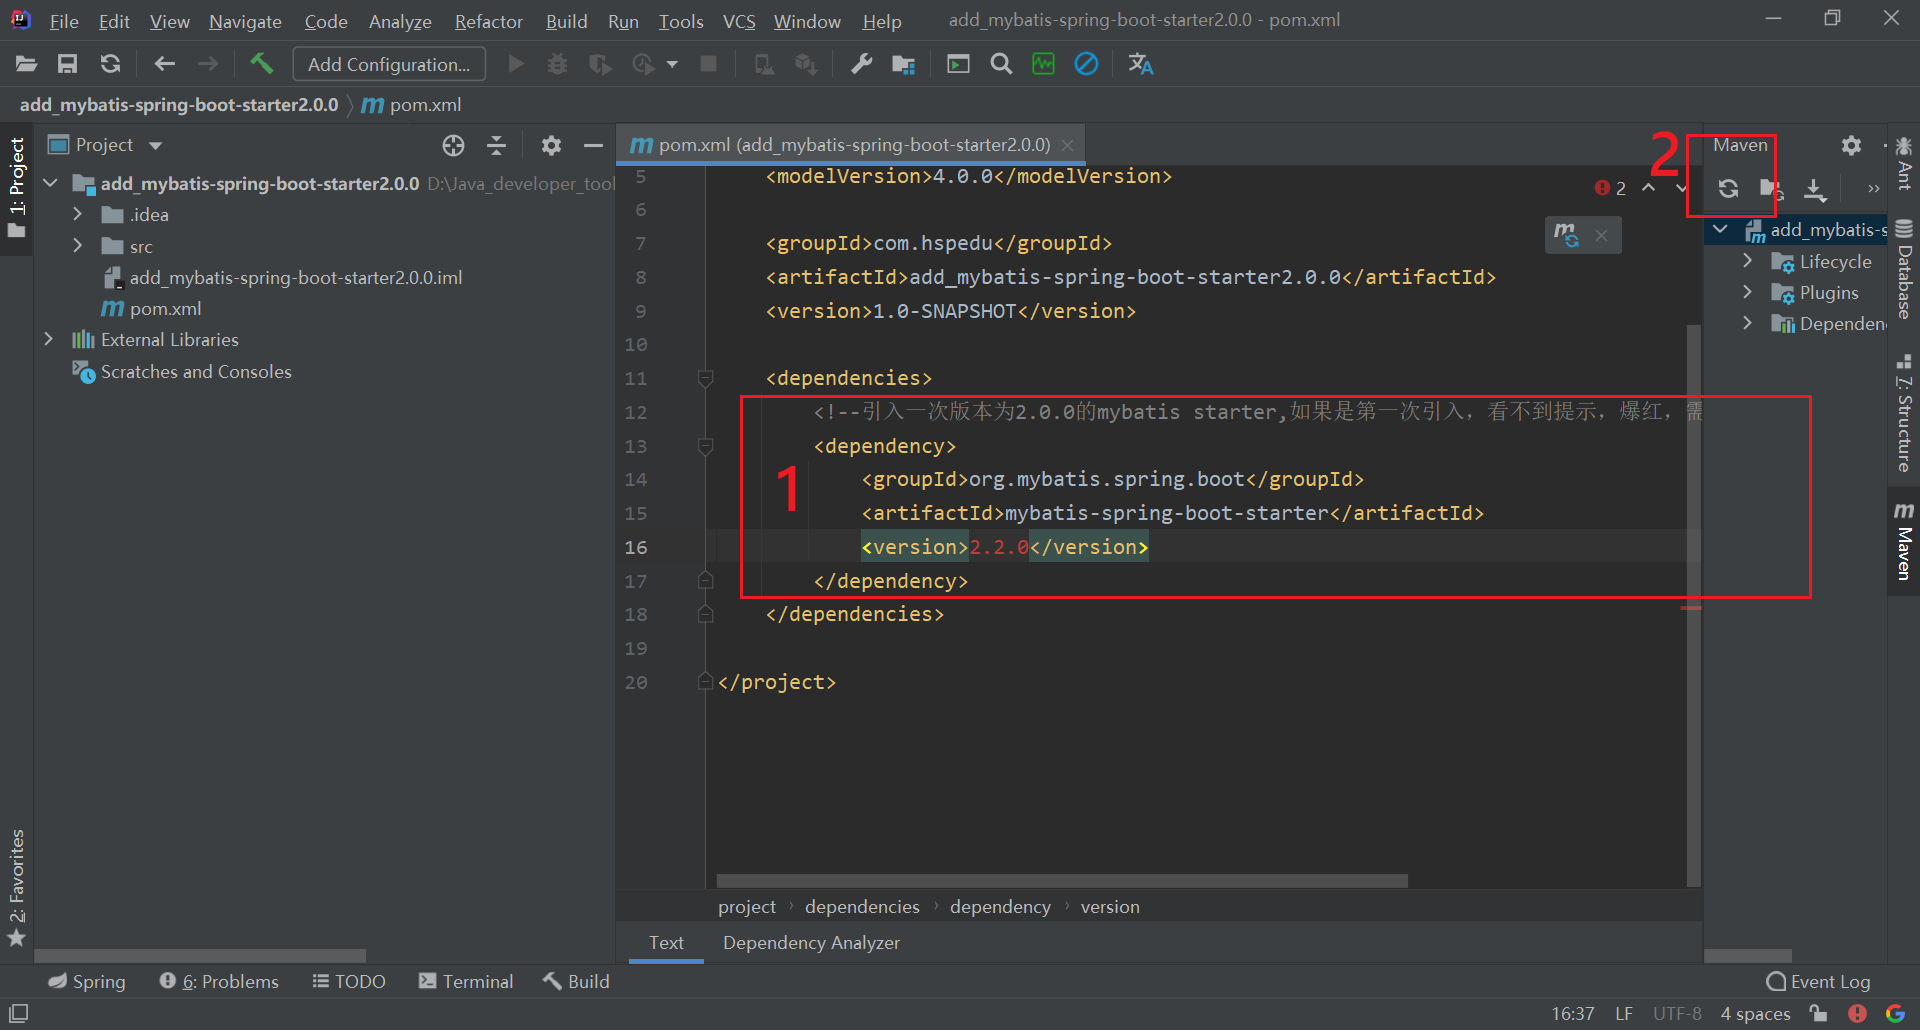 File Edit View Navigate Code Analyze Refactor Build Run Tools VCS Window Help add_mybatis-spring-boot-starter2.0.0 - pom.xml
Add Configuration...
add_mybatis-spring-boot-starter2.0.0 m pom.xml
1: Project
Project
add_mybatis-spring-boot-starter2.0.0 D:\Java_developer_tool
.idea
src
add_mybatis-spring-boot-starter2.0.0.iml
m pom.xml
External Libraries
Scratches and Consoles
2: Favorites
m pom.xml (add_mybatis-spring-boot-starter2.0.0)
2
5 <modelVersion>4.0.0</modelVersion>
6
7 <groupId>com.hspedu</groupId>
8 <artifactId>add_mybatis-spring-boot-starter2.0.0</artifactId>
9 <version>1.0-SNAPSHOT</version>
10
11 <dependencies>
12 <!--引入一次版本为2.0.0的mybatis starter,如果是第一次引入，看不到提示，爆红，需
13 <dependency>
14 <groupId>org.mybatis.spring.boot</groupId>
15 <artifactId>mybatis-spring-boot-starter</artifactId>
16 <version>2.2.0</version>
17 </dependency>
18 </dependencies>
19
20 </project>
1
2
m
project › dependencies › dependency › version
Text Dependency Analyzer
Maven
add_mybatis-s
Lifecycle
Plugins
Dependen
Ant
Database
7: Structure
m Maven
Spring 6: Problems TODO Terminal Build Event Log
16:37 LF UTF-8 4 spaces